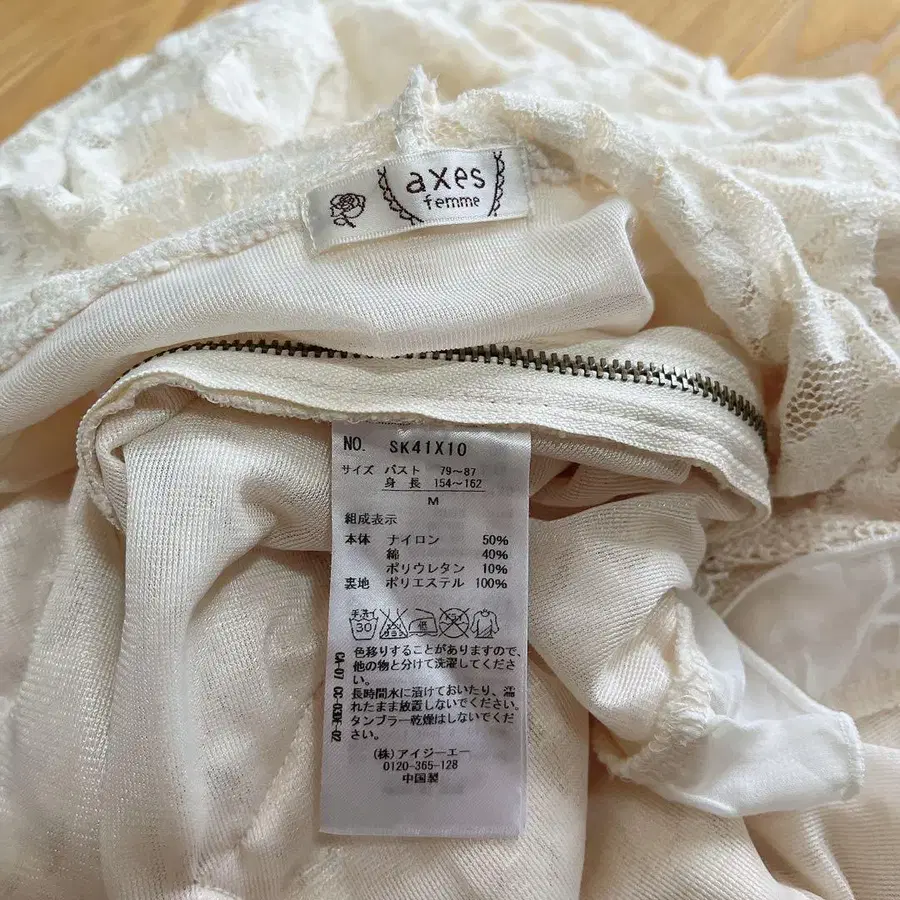 axes
femme
NO. SK41X10
サイズ バスト 79～87
身長 154～162
M
組成表示
本体 ナイロン 50%
綿 40%
ポリウレタン 10%
裏地 ポリエステル 100%
手洗イ
30
低
色移りすることがありますので、
他の物と分けて洗濯してくださ
い。
長時間水に漬けておいたり、濡
れたまま放置しないでください。
タンブラー乾燥はしないでくださ
い。
(株)アイジーエー
0120-365-128
中国製